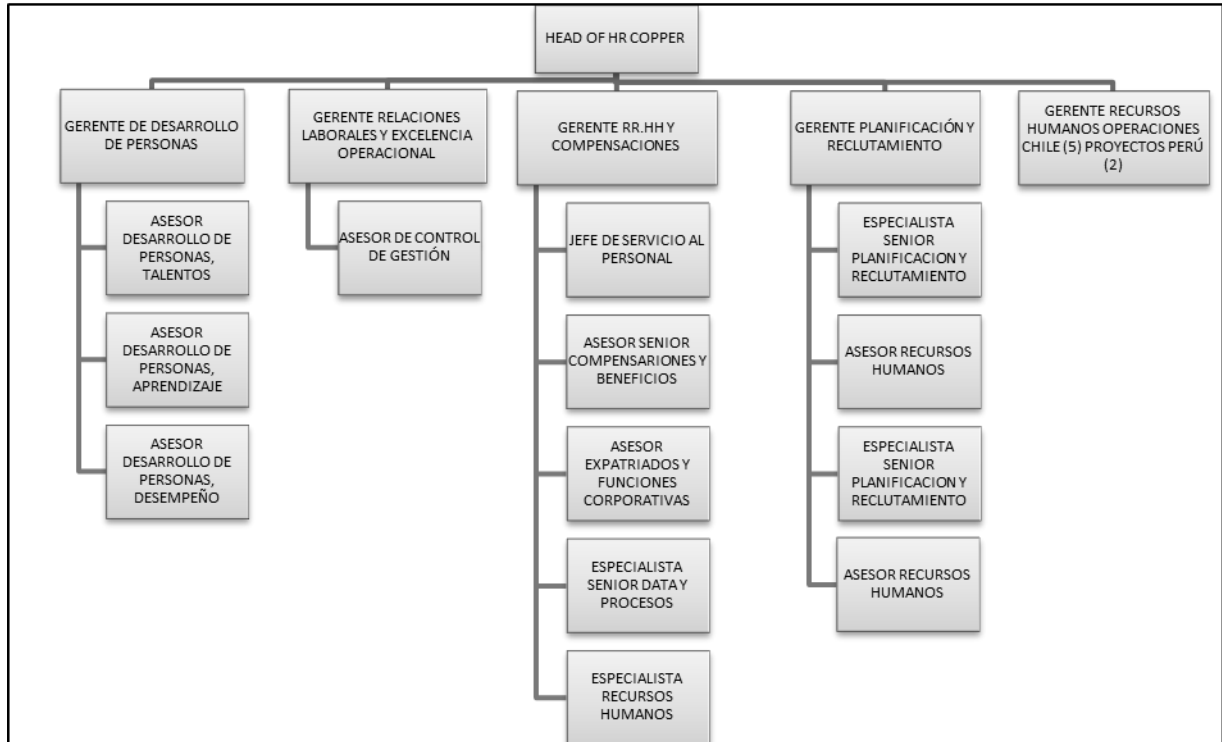 HEAD OF HR COPPER
GERENTE DE DESARROLLO
DE PERSONAS
GERENTE RELACIONES
LABORALES Y EXCELENCIA
OPERACIONAL
GERENTE RR.HH Y
COMPENSACIONES
GERENTE PLANIFICACIÓN Y
RECLUTAMIENTO
GERENTE RECURSOS
HUMANOS OPERACIONES
CHILE (5) PROYECTOS PERÚ
(2)
ASESOR
DESARROLLO DE
PERSONAS,
TALENTOS
ASESOR
DESARROLLO DE
PERSONAS,
APRENDIZAJE
ASESOR
DESARROLLO DE
PERSONAS,
DESEMPEÑO
ASESOR DE CONTROL
DE GESTIÓN
JEFE DE SERVICIO AL
PERSONAL
ASESOR SENIOR
COMPENSARIONES Y
BENEFICIOS
ASESOR
EXPATRIADOS Y
FUNCIONES
CORPORATIVAS
ESPECIALISTA
SENIOR DATA Y
PROCESOS
ESPECIALISTA
RECURSOS
HUMANOS
ESPECIALISTA
SENIOR
PLANIFICACION Y
RECLUTAMIENTO
ASESOR RECURSOS
HUMANOS
ESPECIALISTA
SENIOR
PLANIFICACION Y
RECLUTAMIENTO
ASESOR RECURSOS
HUMANOS